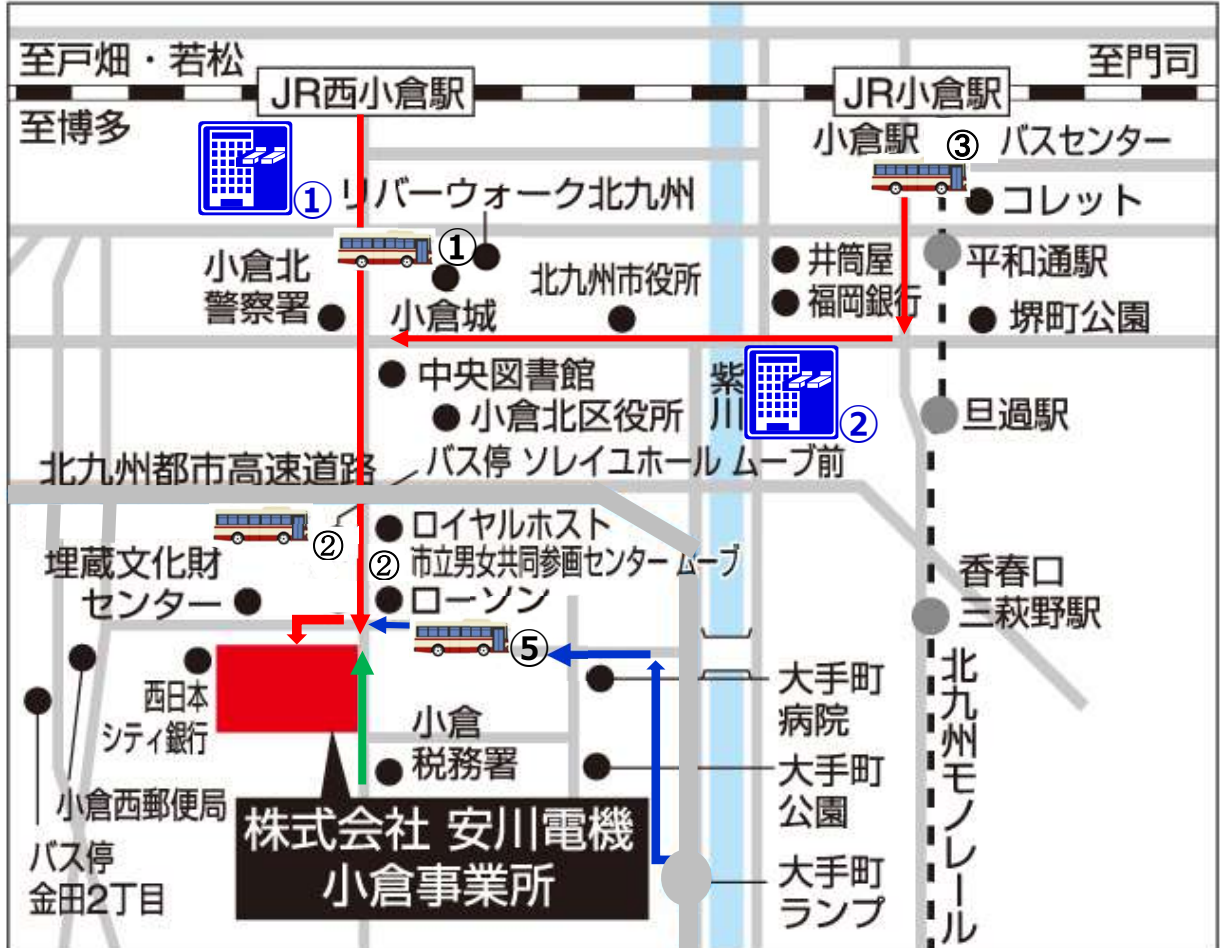 至戸畑・若松
至門司
JR西小倉駅
JR小倉駅
至博多
小倉駅
③
バスセンター
①
リバーウォーク北九州
コレット
①
小倉北
警察署
小倉城
北九州市役所
井筒屋
福岡銀行
平和通駅
堺町公園
中央図書館
小倉北区役所
紫川
②
旦過駅
北九州都市高速道路
バス停 ソレイユホール ムーブ前
②
②
ロイヤルホスト
市立男女共同参画センター ムーブ
ローソン
埋蔵文化財
センター
香春口
三萩野駅
⑤
西日本
シティ銀行
小倉
税務署
大手町
病院
大手町
公園
大手町
ランプ
北九州モノレール
小倉西郵便局
バス停
金田2丁目
株式会社 安川電機
小倉事業所